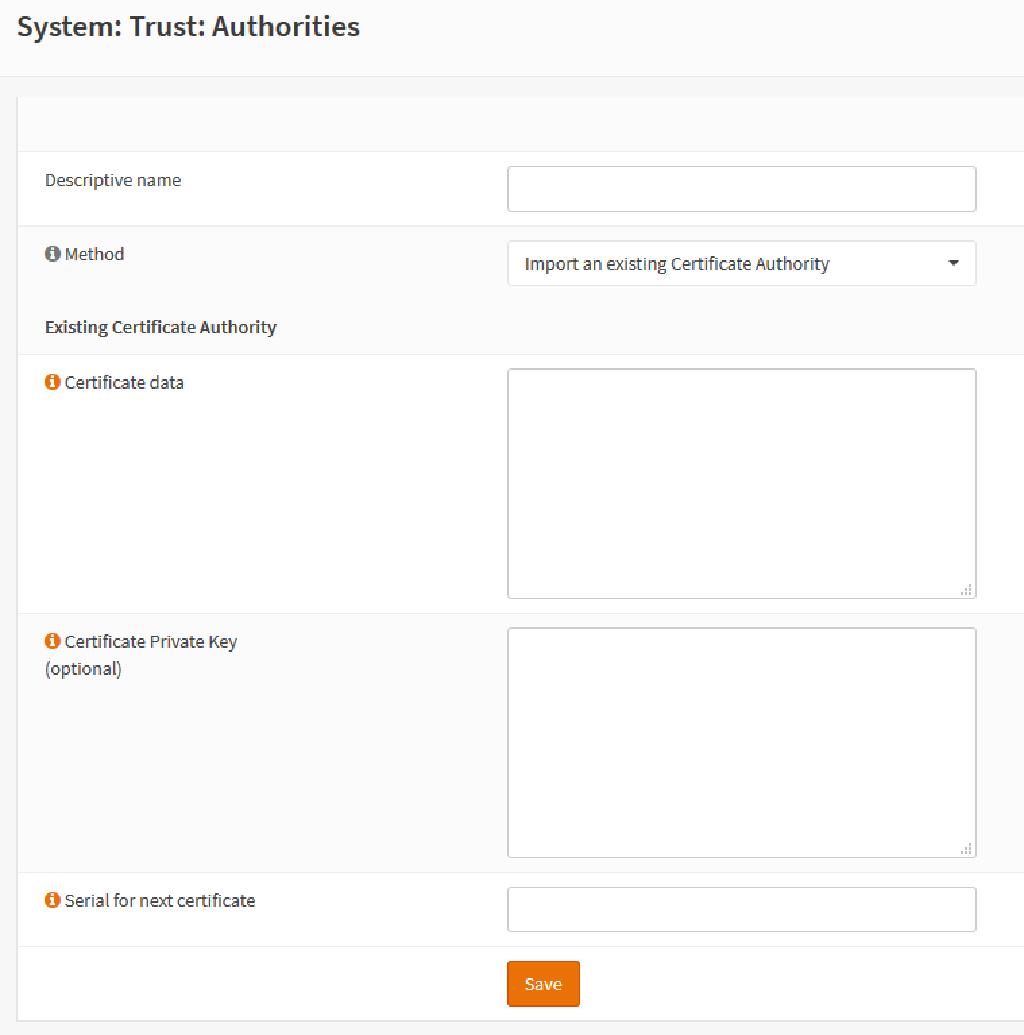 System: Trust: Authorities
Descriptive name
Method
Import an existing Certificate Authority
Existing Certificate Authority
Certificate data
Certificate Private Key
(optional)
Serial for next certificate
Save